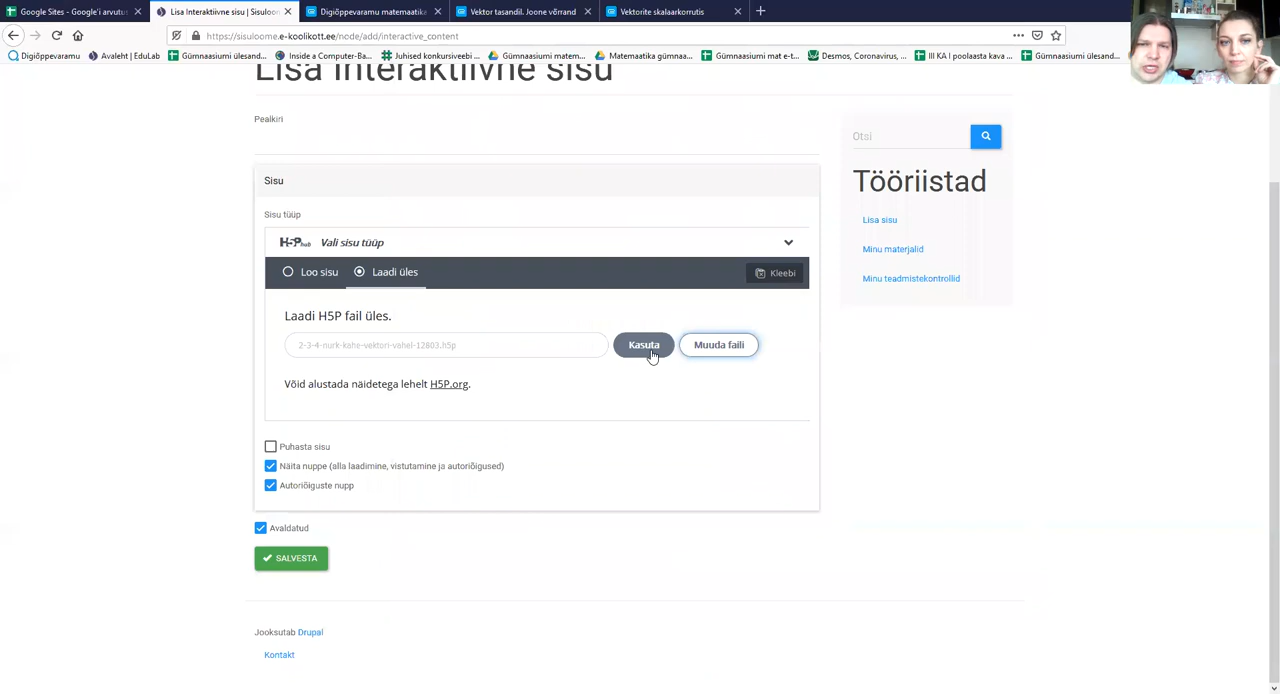 Google Sites - Google'i arvutus
Lisa Interaktiivne sisu | Sisuloom
Digiõppevaramu matemaatika
Vektor tasandil. Joone võrrand
Vektorite skalaarkorrutis
https://sisuloome.e-koolikott.ee/node/add/interactive_content
Digiõppevaramu
Avaleht | EduLab
Gümnaasiumi ülesand...
Inside a Computer-Ba...
Juhised konkursiveebi ...
Gümnaasiumi matem...
Matemaatika gümnaa...
Gümnaasiumi mat e-t...
Desmos, Coronavirus, ...
III KA I poolaasta kava ...
Gümnaasiumi ülesand...
Lisa Interaktiivne sisu
Pealkiri
Sisu
Sisu tüüp
H5P hub Vali sisu tüüp
Loo sisu
Laadi üles
Kleebi
Laadi H5P fail üles.
2-3-4-nurk-kahe-vektori-vahel-12803.h5p
Kasuta
Muuda faili
Võid alustada näidetega lehelt H5P.org.
Puhasta sisu
Näita nuppe (alla laadimine, vistutamine ja autoriõigused)
Autoriõiguste nupp
Avaldatud
SALVESTA
Jooksutab Drupal
Kontakt
Otsi
Tööriistad
Lisa sisu
Minu materjalid
Minu teadmistekontrollid